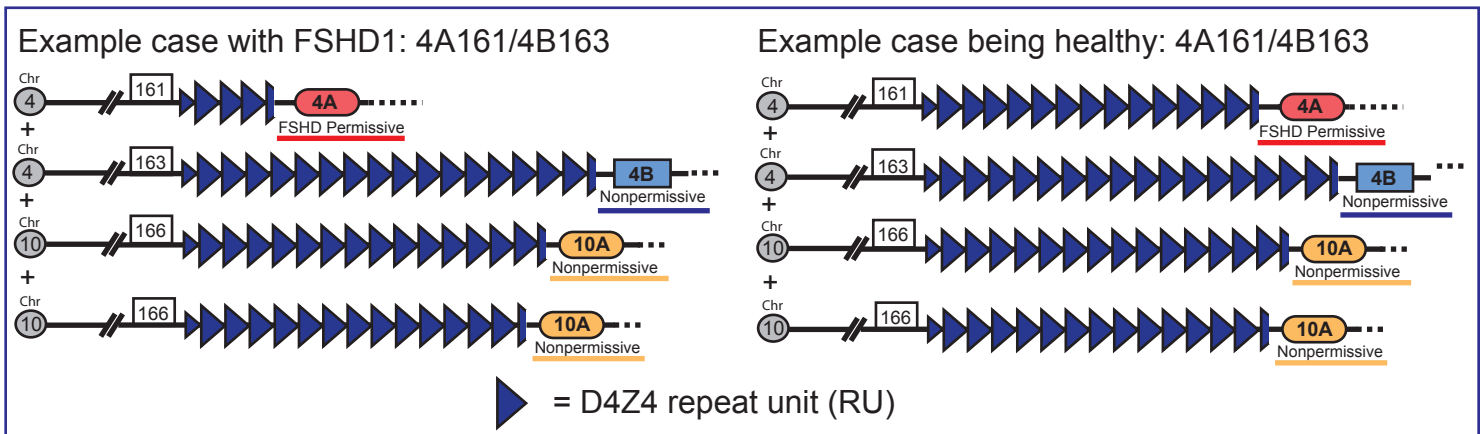 Example case with FSHD1: 4A161/4B163
Chr
4
161
4A
FSHD Permissive
+
Chr
4
163
4B
Nonpermissive
+
Chr
10
166
10A
Nonpermissive
+
Chr
10
166
10A
Nonpermissive
Example case being healthy: 4A161/4B163
Chr
4
161
4A
FSHD Permissive
+
Chr
4
163
4B
Nonpermissive
+
Chr
10
166
10A
Nonpermissive
+
Chr
10
166
10A
Nonpermissive
= D4Z4 repeat unit (RU)